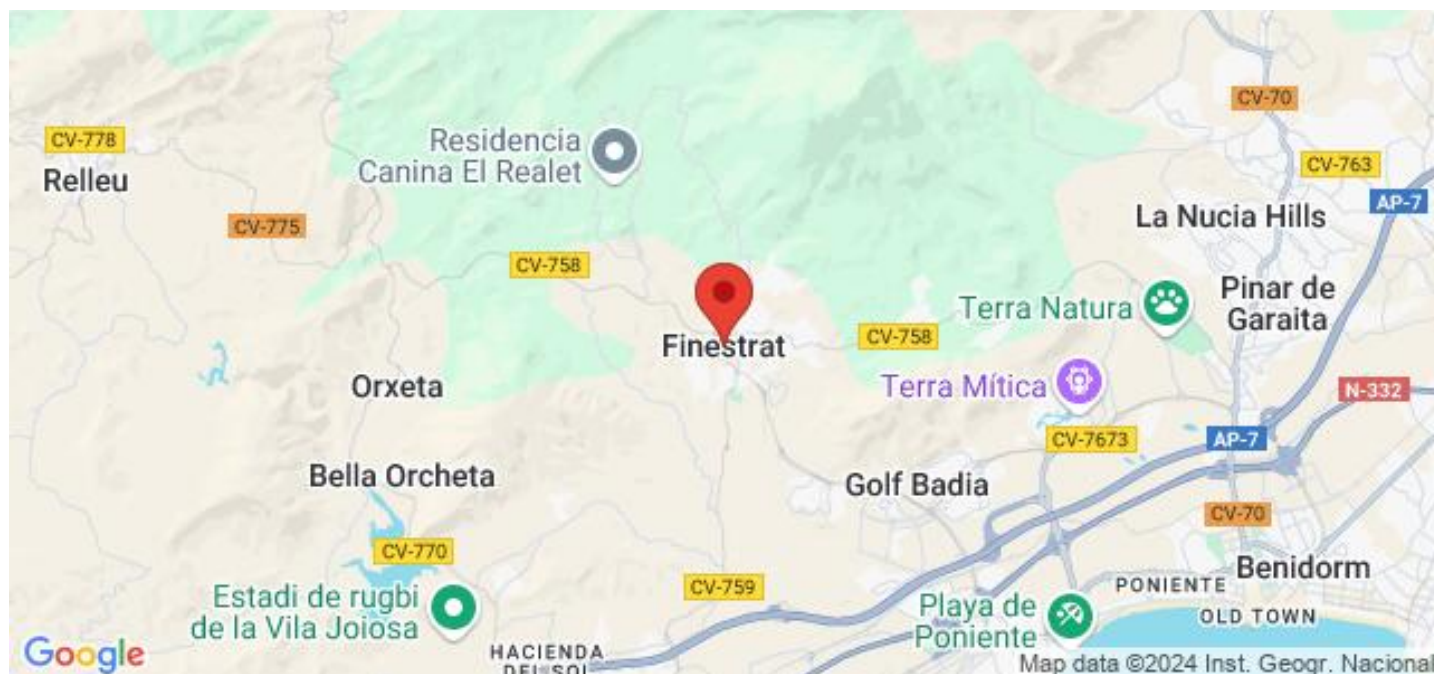 CV-70
CV-778
Residencia
Canina El Realet
CV-763
Relleu
AP-7
La Nucia Hills
CV-775
CV-758
Terra Natura
Pinar de
Garaita
CV-758
Finestrat
Orxeta
Terra Mítica
N-332
CV-7673
AP-7
Bella Orcheta
Golf Badia
CV-70
CV-770
Benidorm
CV-759
PONIENTE
Estadi de rugbi
de la Vila Joiosa
Playa de
Poniente
OLD TOWN
HACIENDA
DEL SOL
Google
Map data ©2024 Inst. Geogr. Nacional